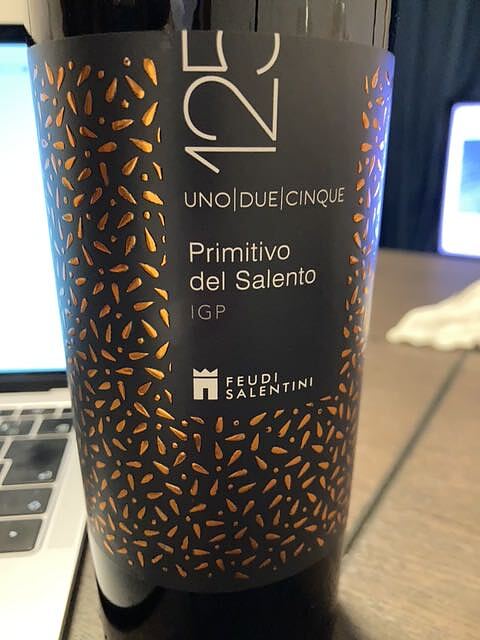 125
UNO|DUE|CINQUE
Primitivo
del Salento
IGP
FEUDI
SALENTINI